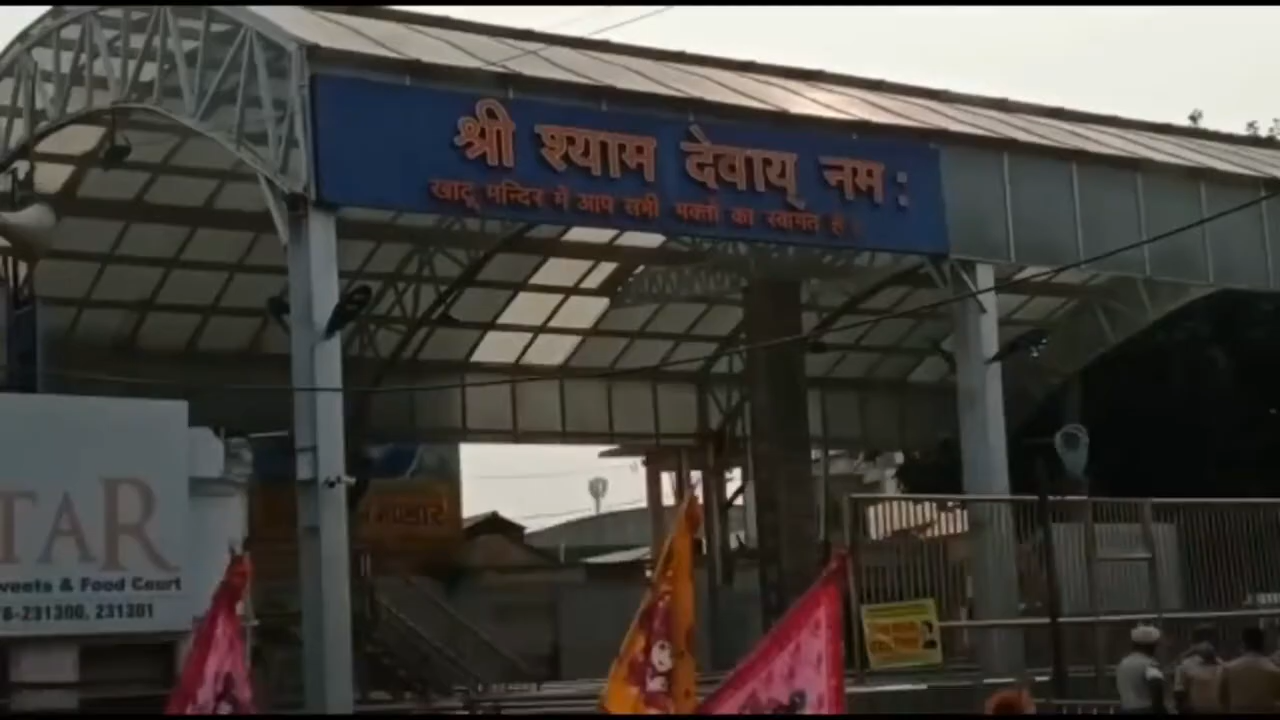 श्री श्याम देवाय् नम :
खाटू मन्दिर में आप सभी भक्तो का स्वागत है
TAR
weets & Food Court
6-231300, 231301